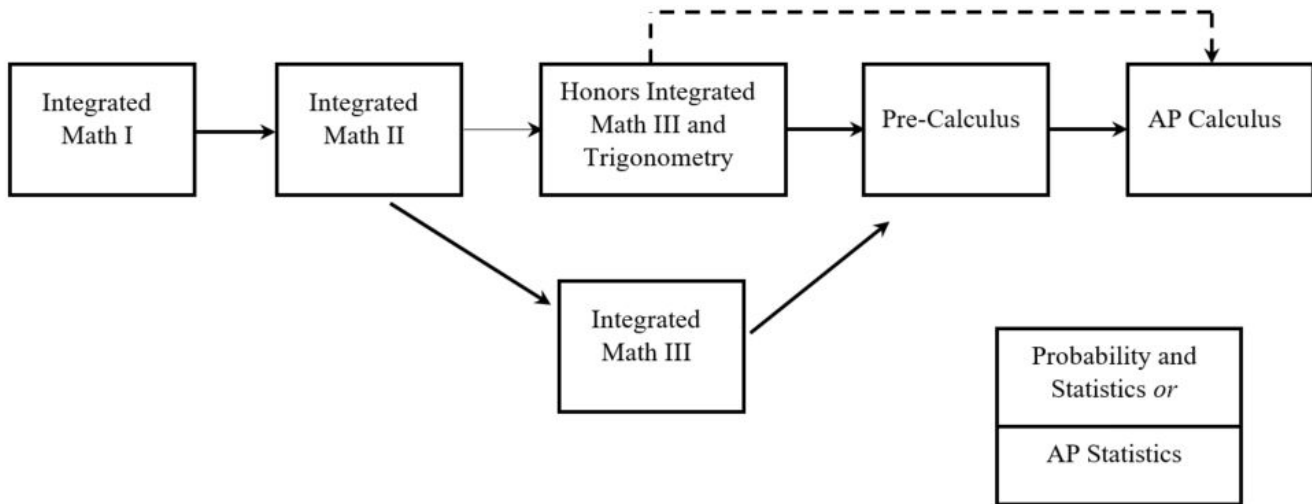 Integrated
Math I
Integrated
Math II
Honors Integrated
Math III and
Trigonometry
Pre-Calculus
AP Calculus
Integrated
Math III
Probability and
Statistics or
AP Statistics